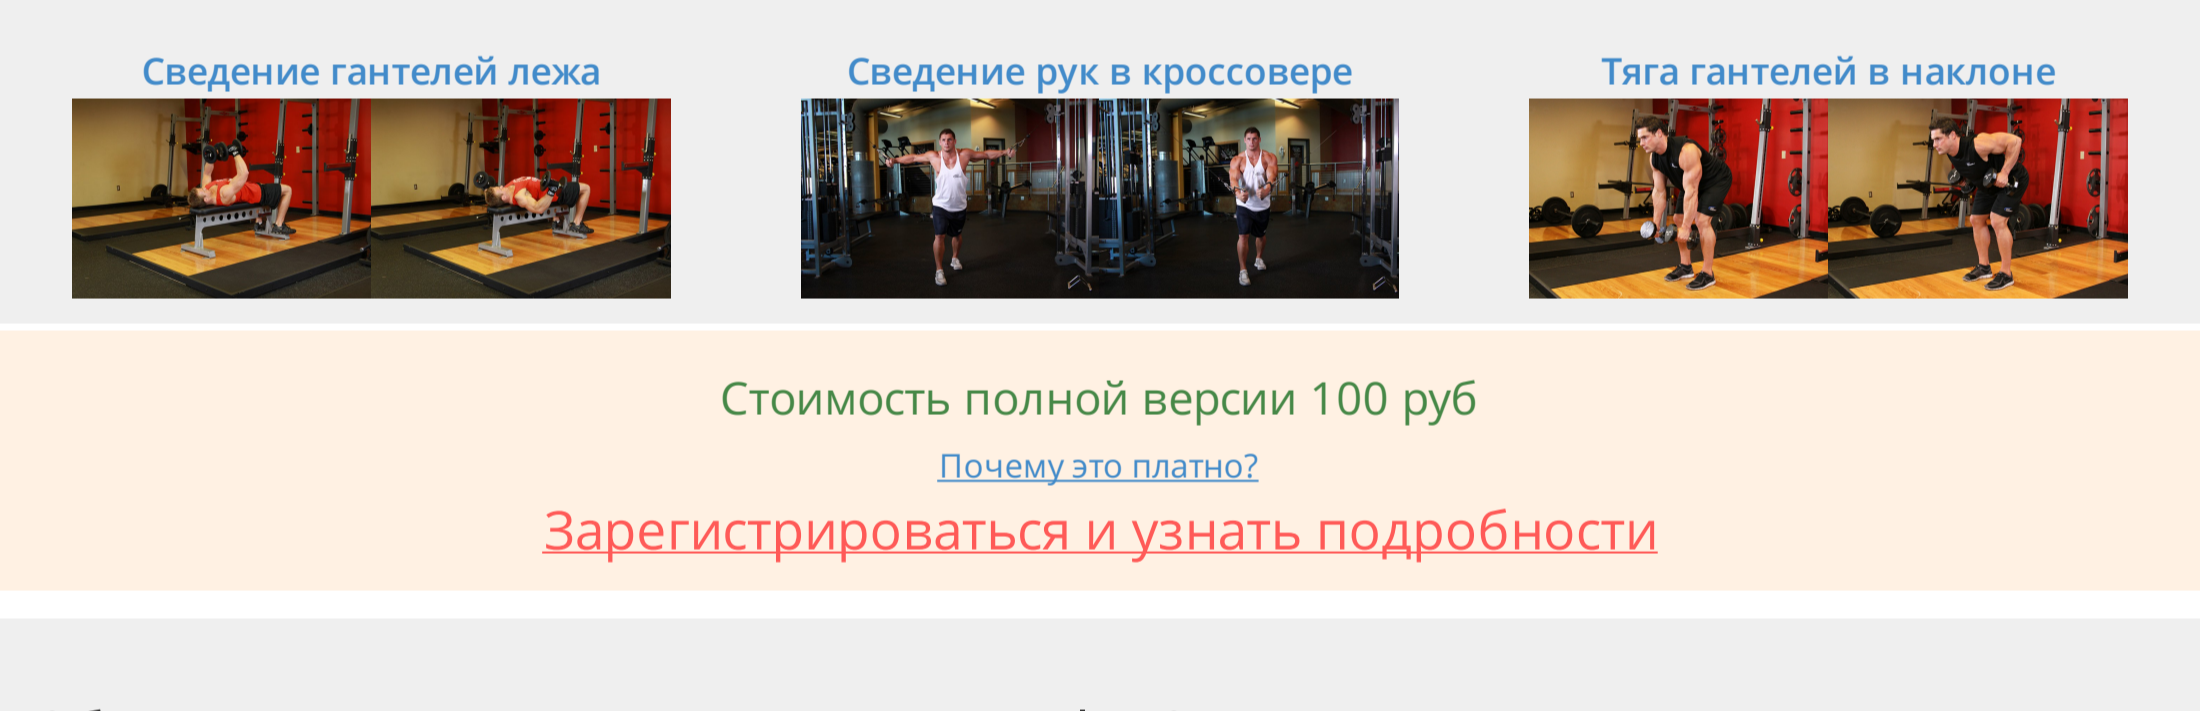 Сведение гантелей лежа
Сведение рук в кроссовере
Тяга гантелей в наклоне
Стоимость полной версии 100 руб
Почему это платно?
Зарегистрироваться и узнать подробности